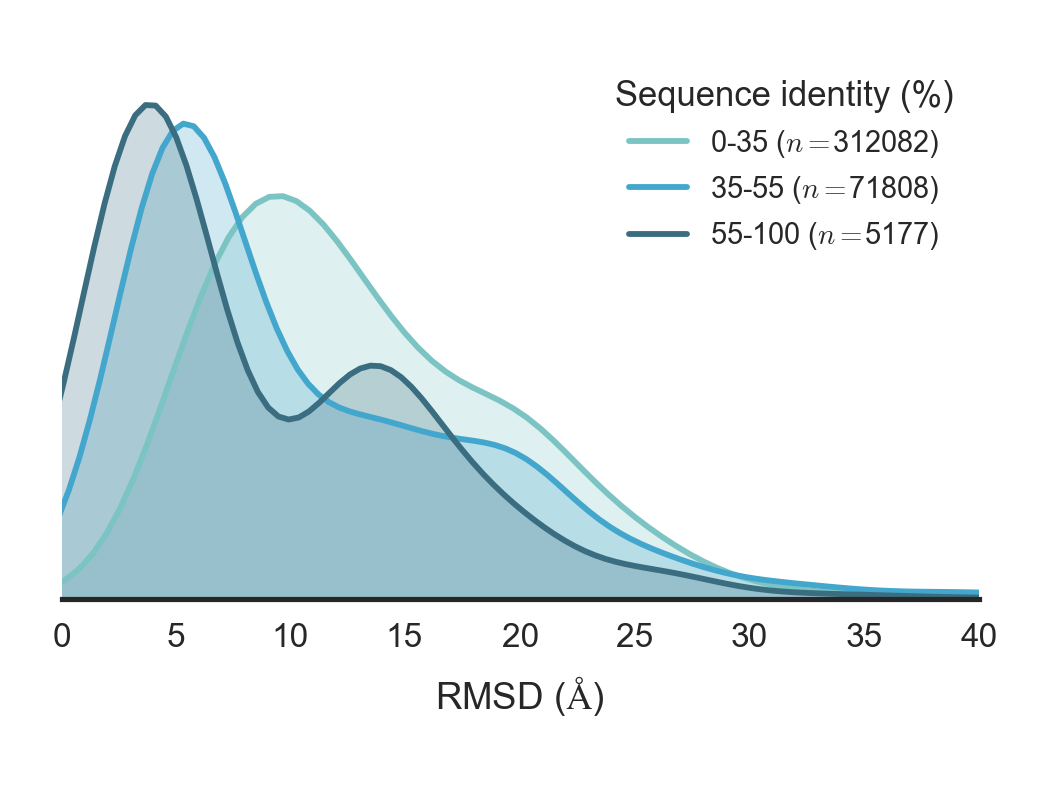 Sequence identity (%)
0-35 (n=312082)
35-55 (n=71808)
55-100 (n=5177)
0 5 10 15 20 25 30 35 40
RMSD (Å)